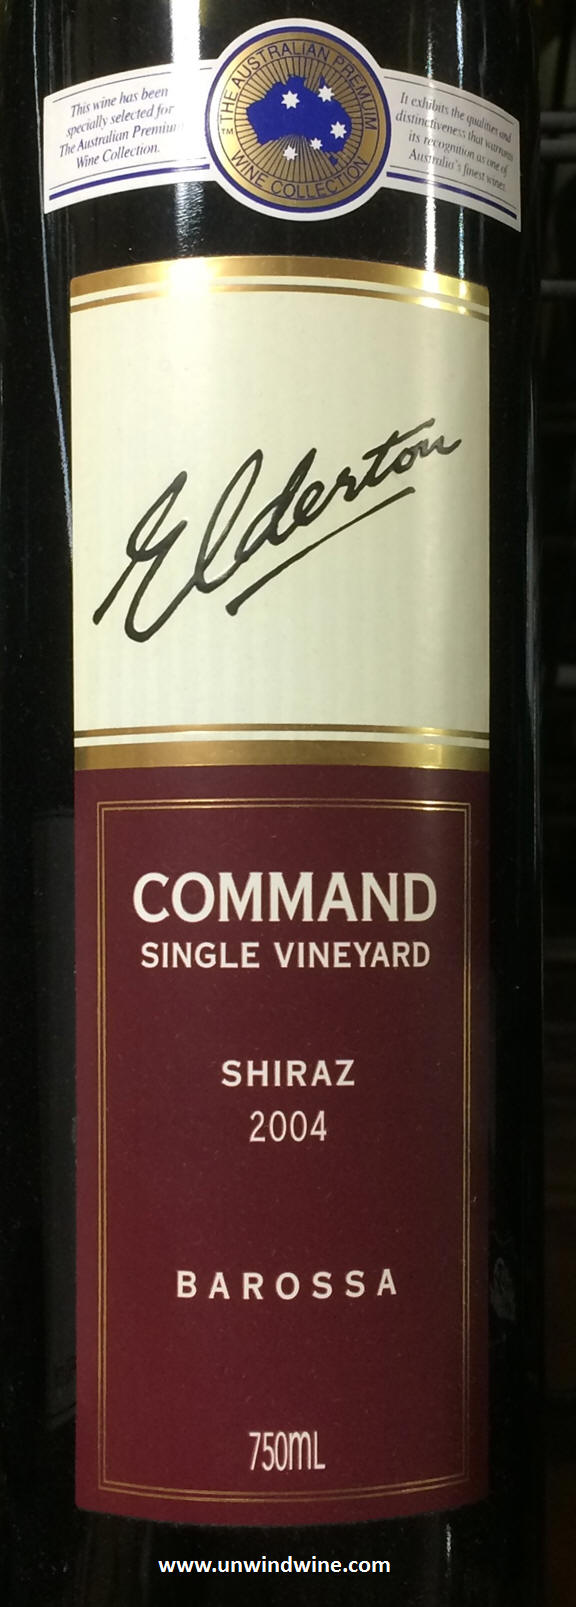 This wine has been
specially selected for
The Australian Premium
Wine Collection.
THE AUSTRALIAN PREMIUM
WINE COLLECTION
TM
It exhibits the qualities and
distinctiveness that warrants
its recognition as one of
Australia's finest wines.
Elderton
COMMAND
SINGLE VINEYARD
SHIRAZ
2004
BAROSSA
750mL
www.unwindwine.com